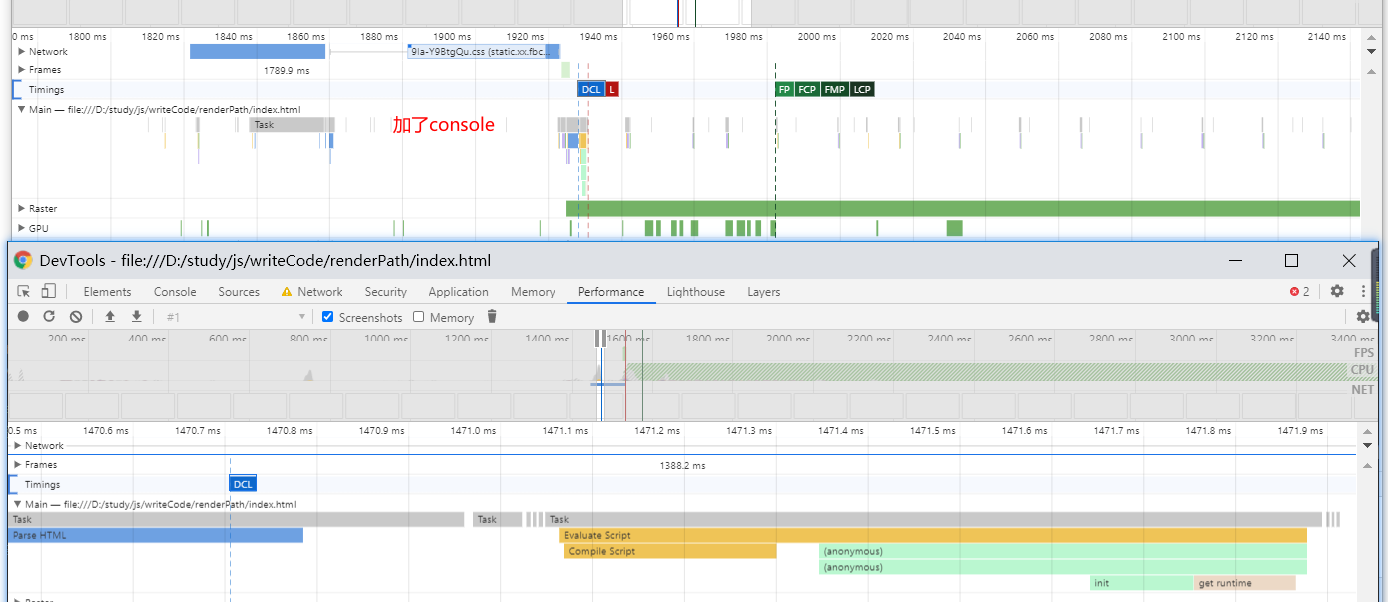 0 ms 1800 ms 1820 ms 1840 ms 1860 ms 1880 ms 1900 ms 1920 ms 1940 ms 1960 ms 1980 ms 2000 ms 2020 ms 2040 ms 2060 ms 2080 ms 2100 ms 2120 ms 2140 ms
Network 9Ia-Y9BtgQu.css (static.xx.fbc...
Frames 1789.9 ms
Timings DCL L FP FCP FMP LCP
Main — file:///D:/study/js/writeCode/renderPath/index.html
Task 加了console
Raster
GPU
DevTools - file:///D:/study/js/writeCode/renderPath/index.html
Elements Console Sources Network Security Application Memory Performance Lighthouse Layers 2
#1 Screenshots Memory
200 ms 400 ms 600 ms 800 ms 1000 ms 1200 ms 1400 ms 1600 ms 1800 ms 2000 ms 2200 ms 2400 ms 2600 ms 2800 ms 3000 ms 3200 ms 3400 ms
FPS
CPU
NET
0.5 ms 1470.6 ms 1470.7 ms 1470.8 ms 1470.9 ms 1471.0 ms 1471.1 ms 1471.2 ms 1471.3 ms 1471.4 ms 1471.5 ms 1471.6 ms 1471.7 ms 1471.8 ms 1471.9 ms
Network
Frames 1388.2 ms
Timings DCL
Main — file:///D:/study/js/writeCode/renderPath/index.html
Task Task Task
Parse HTML Evaluate Script
Compile Script (anonymous)
(anonymous)
init get runtime